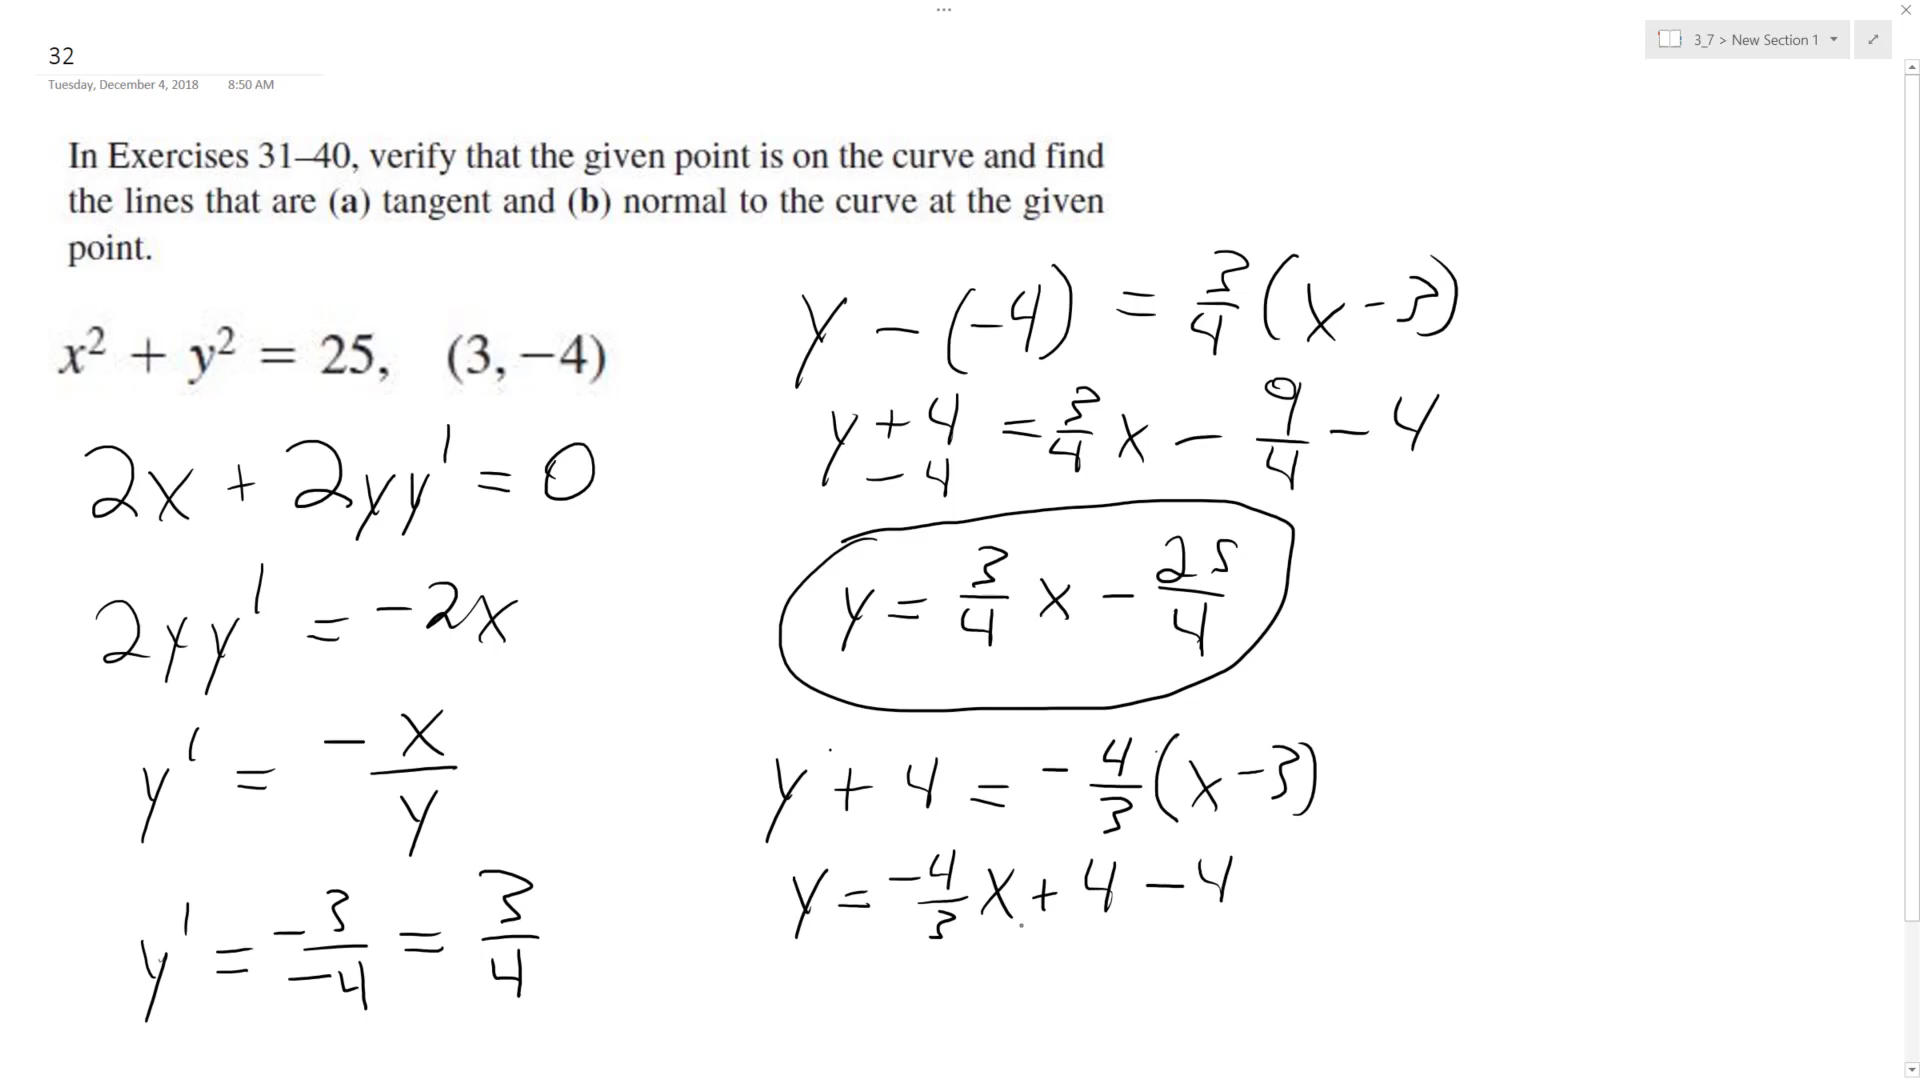 ...
3_7 > New Section 1
32
Tuesday, December 4, 2018 8:50 AM
In Exercises 31–40, verify that the given point is on the curve and find
the lines that are (a) tangent and (b) normal to the curve at the given
point.
x² + y² = 25, (3, −4)
2x + 2yy' = 0
2yy' = -2x
y' = -x/y
y' = -3/-4 = 3/4
y - (-4) = 3/4 (x - 3)
y + 4 = 3/4 x - 9/4 - 4
- 4
y = 3/4 x - 25/4
y + 4 = - 4/3 (x - 3)
y = -4/3 x + 4 - 4